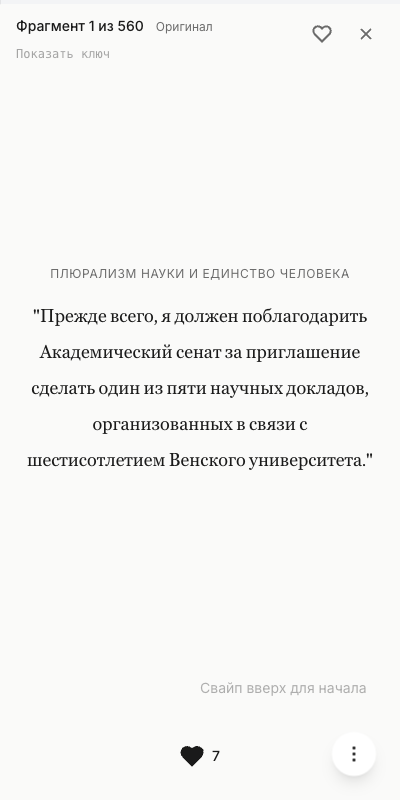 Фрагмент 1 из 560 Оригинал
Показать ключ
ПЛЮРАЛИЗМ НАУКИ И ЕДИНСТВО ЧЕЛОВЕКА
"Прежде всего, я должен поблагодарить
Академический сенат за приглашение
сделать один из пяти научных докладов,
организованных в связи с
шестисотлетием Венского университета."
Свайп вверх для начала
7